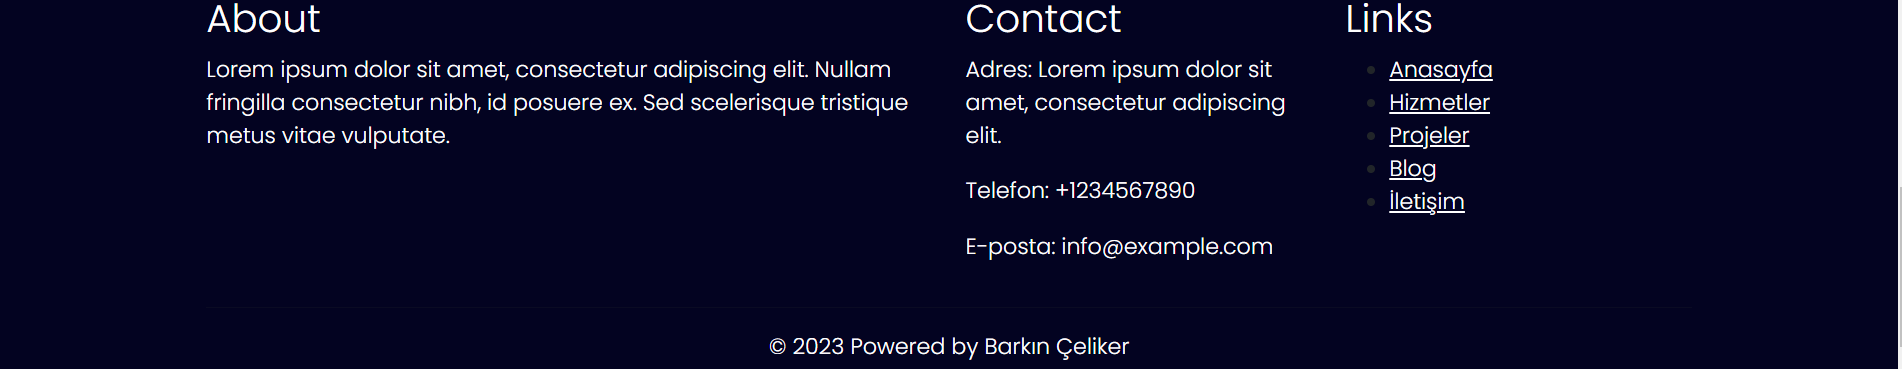 About
Lorem ipsum dolor sit amet, consectetur adipiscing elit. Nullam
fringilla consectetur nibh, id posuere ex. Sed scelerisque tristique
metus vitae vulputate.
Contact
Adres: Lorem ipsum dolor sit
amet, consectetur adipiscing
elit.
Telefon: +1234567890
E-posta: info@example.com
Links
Anasayfa
Hizmetler
Projeler
Blog
İletişim
© 2023 Powered by Barkın Çeliker